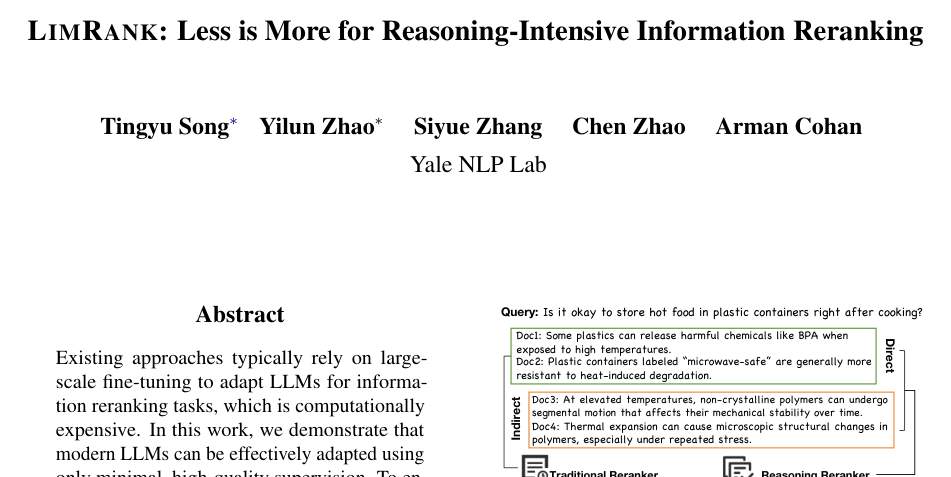 LIMRANK: Less is More for Reasoning-Intensive Information Reranking
Tingyu Song* Yilun Zhao* Siyue Zhang Chen Zhao Arman Cohan
Yale NLP Lab
Abstract
Existing approaches typically rely on large-
scale fine-tuning to adapt LLMs for informa-
tion reranking tasks, which is computationally
expensive. In this work, we demonstrate that
modern LLMs can be effectively adapted using
only minimal, high-quality supervision. To en-
Query: Is it okay to store hot food in plastic containers right after cooking?
Doc1: Some plastics can release harmful chemicals like BPA when
exposed to high temperatures.
Doc2: Plastic containers labeled “microwave-safe” are generally more
resistant to heat-induced degradation.
Direct
Indirect
Doc3: At elevated temperatures, non-crystalline polymers can undergo
segmental motion that affects their mechanical stability over time.
Doc4: Thermal expansion can cause microscopic structural changes in
polymers, especially under repeated stress.
Traditional Reranker
Reasoning Reranker